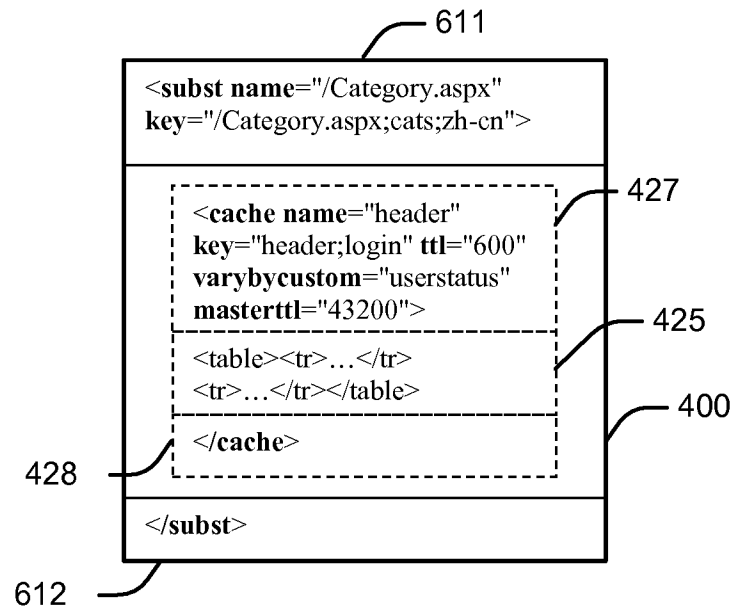 611
<subst name="/Category.aspx"
key="/Category.aspx;cats;zh-cn">
427
<cache name="header"
key="header;login" ttl="600"
varybycustom="userstatus"
masterttl="43200">
425
<table><tr>…</tr>
<tr>…</tr></table>
400
</cache>
428
</subst>
612